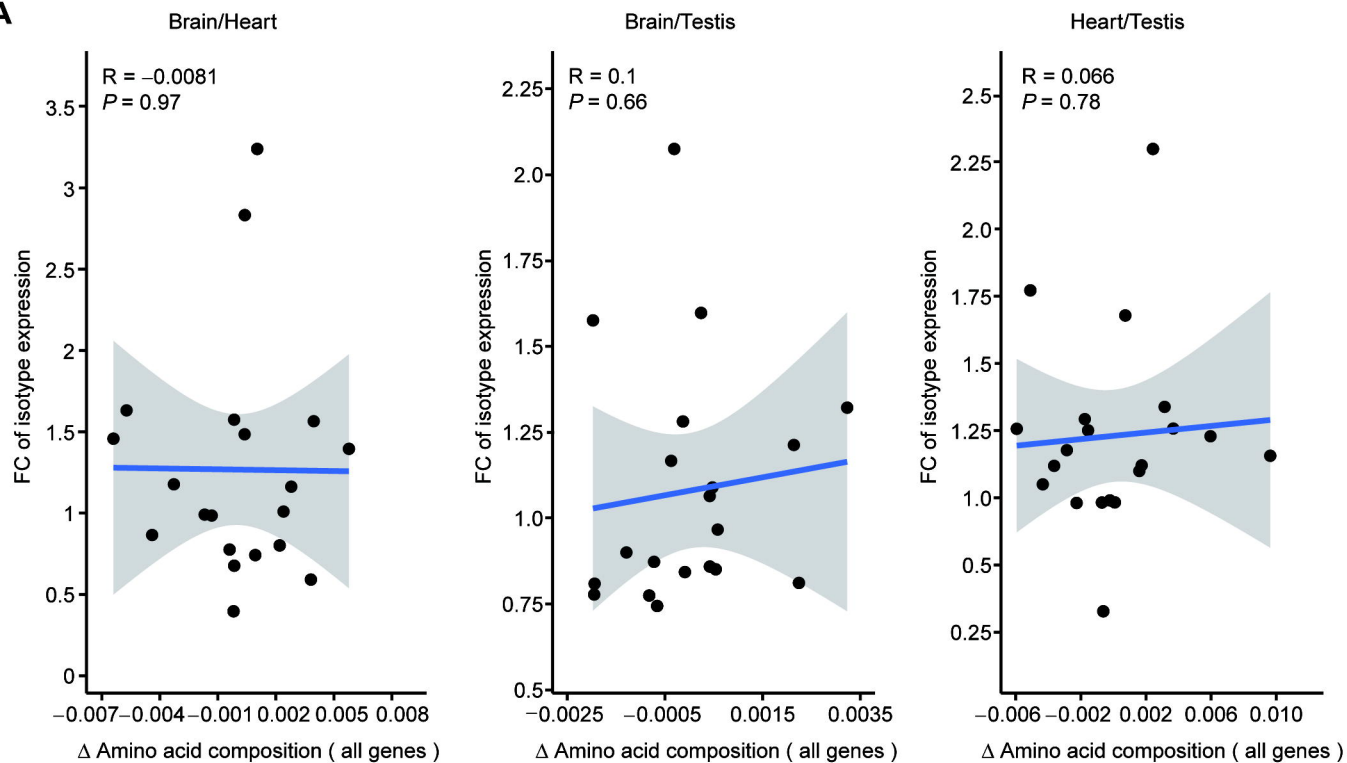 A
Brain/Heart
R = −0.0081
P = 0.97
FC of isotype expression
3.5
3
2.5
2
1.5
1
0.5
0
−0.007 −0.004 −0.001 0.002 0.005 0.008
Δ Amino acid composition ( all genes )
Brain/Testis
R = 0.1
P = 0.66
FC of isotype expression
2.25
2.0
1.75
1.5
1.25
1.0
0.75
0.5
−0.0025 −0.0005 0.0015 0.0035
Δ Amino acid composition ( all genes )
Heart/Testis
R = 0.066
P = 0.78
FC of isotype expression
2.5
2.25
2.0
1.75
1.5
1.25
1.0
0.5
0.25
−0.006 −0.002 0.002 0.006 0.010
Δ Amino acid composition ( all genes )